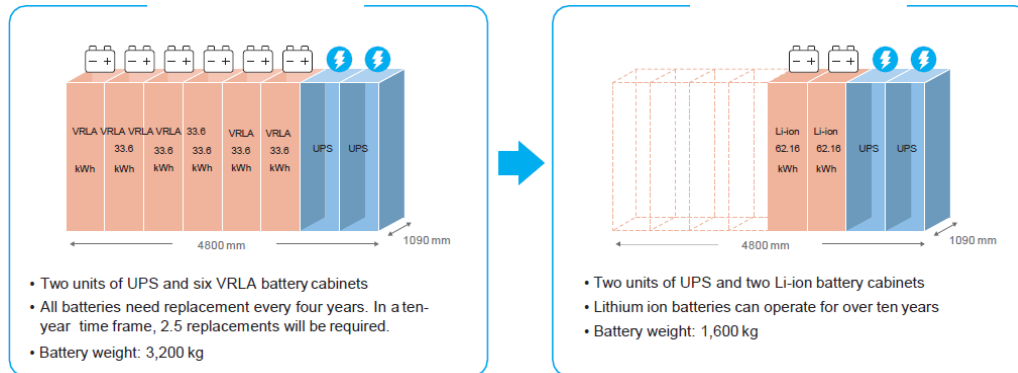 VRLA VRLA VRLA VRLA 33.6 VRLA VRLA
33.6 33.6 33.6 33.6 33.6
kWh kWh kWh kWh kWh kWh
UPS UPS
4800 mm
1090 mm
• Two units of UPS and six VRLA battery cabinets
• All batteries need replacement every four years. In a ten-
year time frame, 2.5 replacements will be required.
• Battery weight: 3,200 kg
Li-ion Li-ion
62.16 62.16
kWh kWh
UPS UPS
4800 mm
1090 mm
• Two units of UPS and two Li-ion battery cabinets
• Lithium ion batteries can operate for over ten years
• Battery weight: 1,600 kg